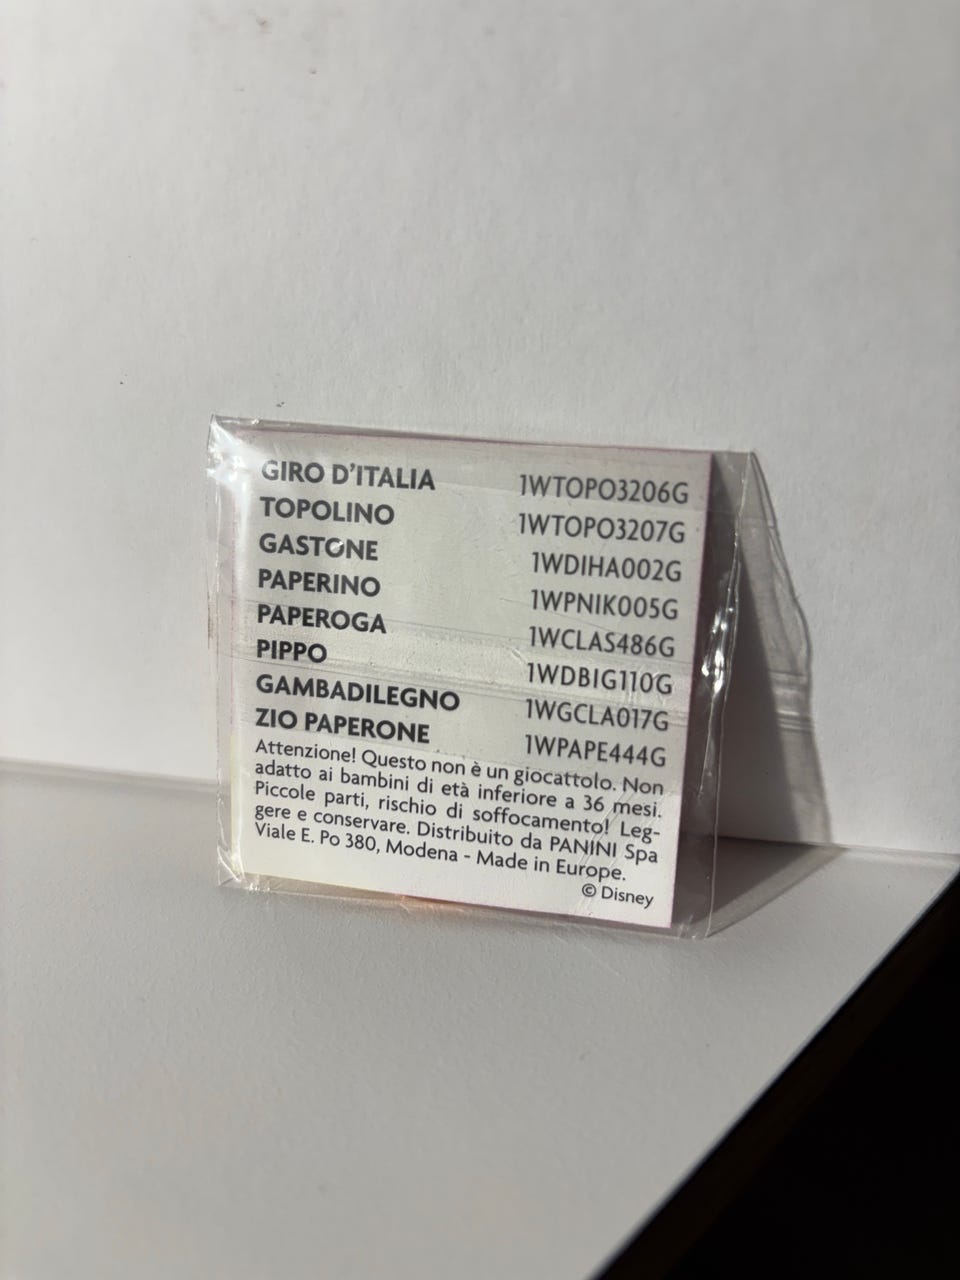 GIRO D'ITALIA 1WTOPO3206G
TOPOLINO 1WTOPO3207G
GASTONE 1WDIHA002G
PAPERINO 1WPNIK005G
PAPEROGA 1WCLAS486G
PIPPO 1WDBIG110G
GAMBADILEGNO 1WGCLA017G
ZIO PAPERONE 1WPAPE444G
Attenzione! Questo non è un giocattolo. Non
adatto ai bambini di età inferiore a 36 mesi.
Piccole parti, rischio di soffocamento! Leg-
gere e conservare. Distribuito da PANINI Spa
Viale E. Po 380, Modena - Made in Europe.
© Disney